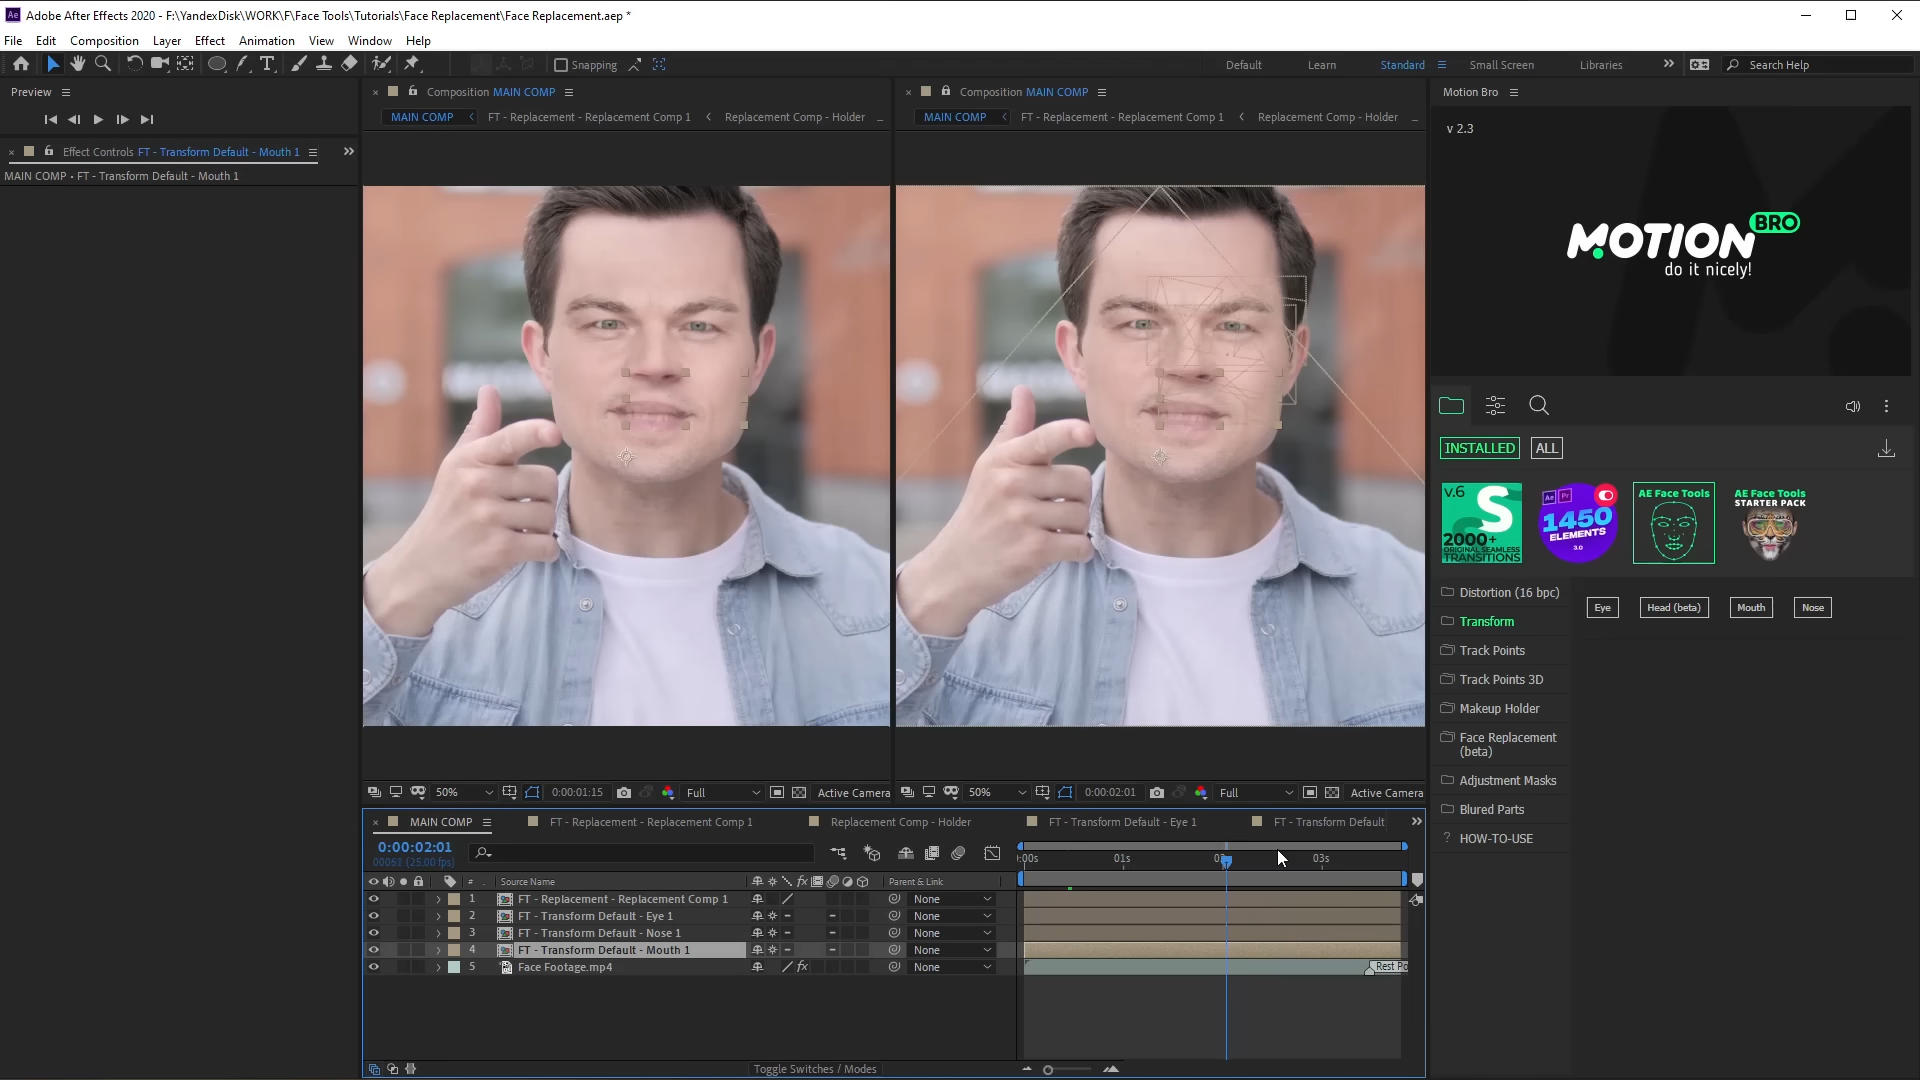 Ae Adobe After Effects 2020 - F:\YandexDisk\WORK\F\Face Tools\Tutorials\Face Replacement\Face Replacement.aep *
File Edit Composition Layer Effect Animation View Window Help
Snapping Default Learn Standard Small Screen Libraries Search Help
Preview
Effect Controls FT - Transform Default - Mouth 1
MAIN COMP • FT - Transform Default - Mouth 1
Composition MAIN COMP
MAIN COMP FT - Replacement - Replacement Comp 1 Replacement Comp - Holder
50% 0:00:01:15 Full Active Camera
Composition MAIN COMP
MAIN COMP FT - Replacement - Replacement Comp 1 Replacement Comp - Holder
50% 0:00:02:01 Full Active Camera
Motion Bro
v 2.3
MOTION BRO
do it nicely!
INSTALLED ALL
v.6
S
2000+
ORIGINAL SEAMLESS
TRANSITIONS
Ae Pr
1450
ELEMENTS
3.0
AE Face Tools
AE Face Tools
STARTER PACK
Distortion (16 bpc)
Transform
Track Points
Track Points 3D
Makeup Holder
Face Replacement
(beta)
Adjustment Masks
Blured Parts
? HOW-TO-USE
Eye Head (beta) Mouth Nose
MAIN COMP FT - Replacement - Replacement Comp 1 Replacement Comp - Holder FT - Transform Default - Eye 1 FT - Transform Default
0:00:02:01
00051 (25.00 fps)
:00s 01s 03s
# Source Name fx Parent & Link
1 FT - Replacement - Replacement Comp 1 None
2 FT - Transform Default - Eye 1 None
3 FT - Transform Default - Nose 1 None
4 FT - Transform Default - Mouth 1 None
5 Face Footage.mp4 fx None Rest Po
Toggle Switches / Modes